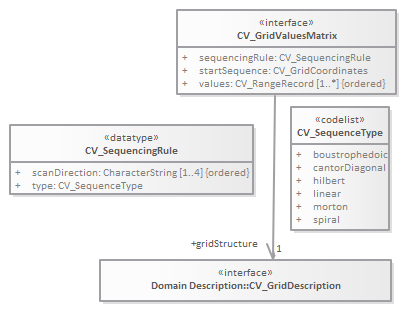 «interface»
CV_GridValuesMatrix
+ sequencingRule: CV_SequencingRule
+ startSequence: CV_GridCoordinates
+ values: CV_RangeRecord [1..*] {ordered}
«codelist»
CV_SequenceType
+ boustrophedoic
+ cantorDiagonal
+ hilbert
+ linear
+ morton
+ spiral
«datatype»
CV_SequencingRule
+ scanDirection: CharacterString [1..4] {ordered}
+ type: CV_SequenceType
+gridStructure
1
«interface»
Domain Description::CV_GridDescription